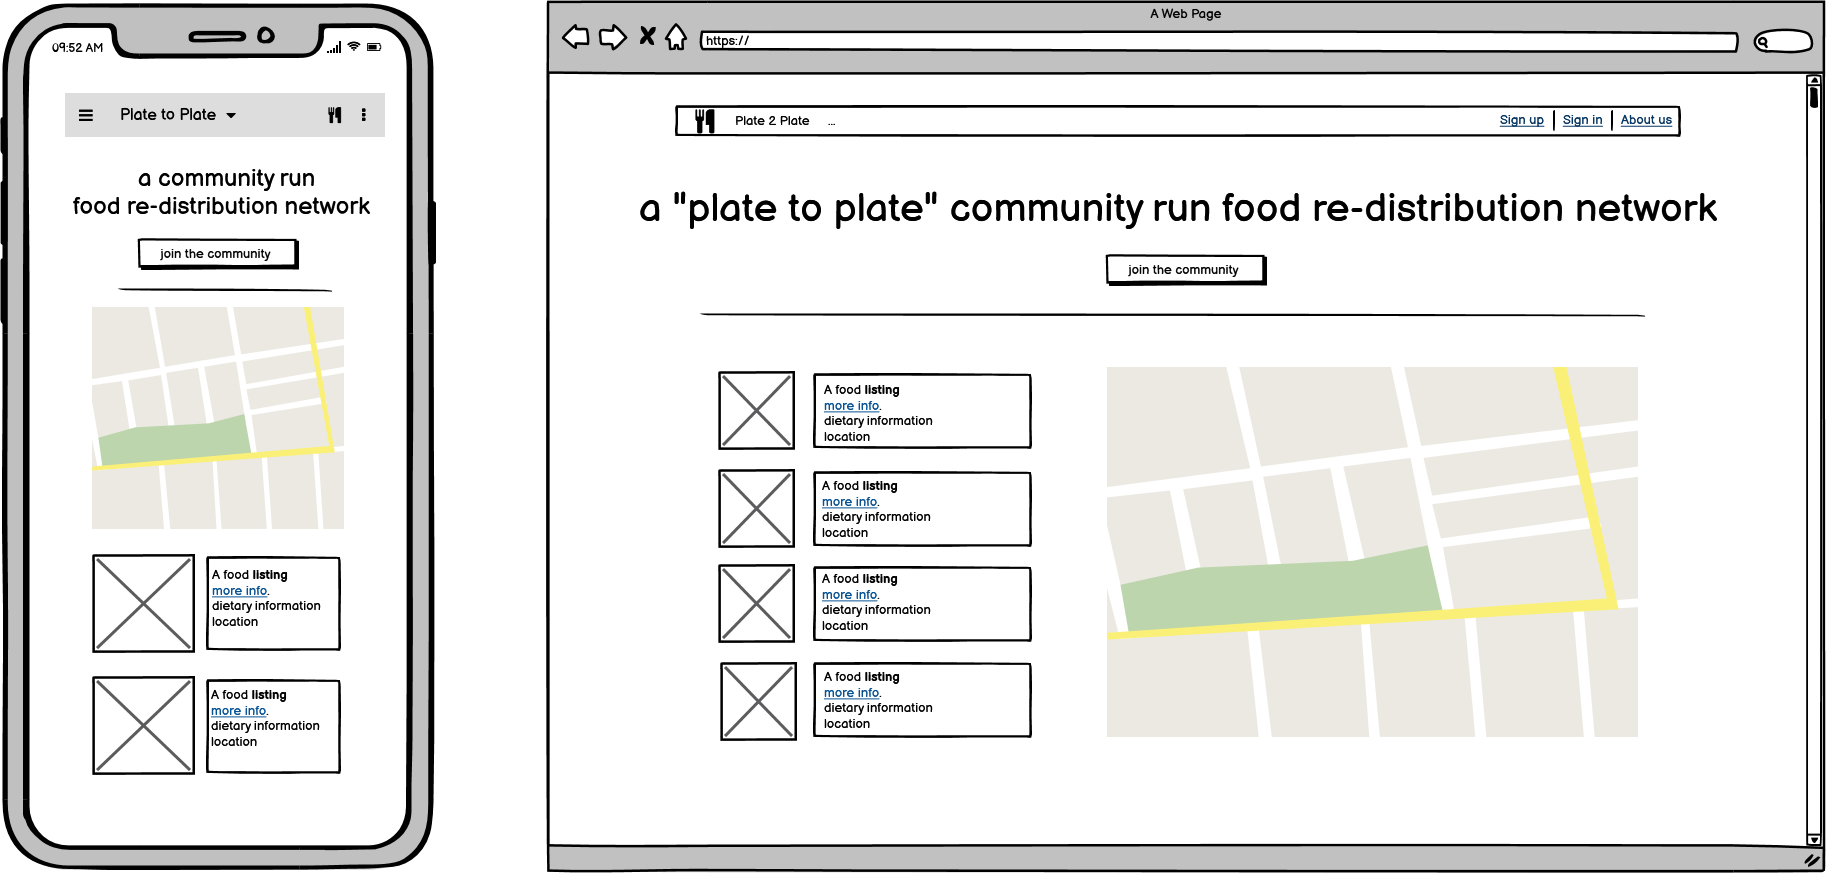 09:52 AM
Plate to Plate
a community run
food re-distribution network
join the community
A food listing
more info.
dietary information
location
A food listing
more info.
dietary information
location
A Web Page
https://
Plate 2 Plate ... Sign up Sign in About us
a "plate to plate" community run food re-distribution network
join the community
A food listing
more info.
dietary information
location
A food listing
more info.
dietary information
location
A food listing
more info.
dietary information
location
A food listing
more info.
dietary information
location